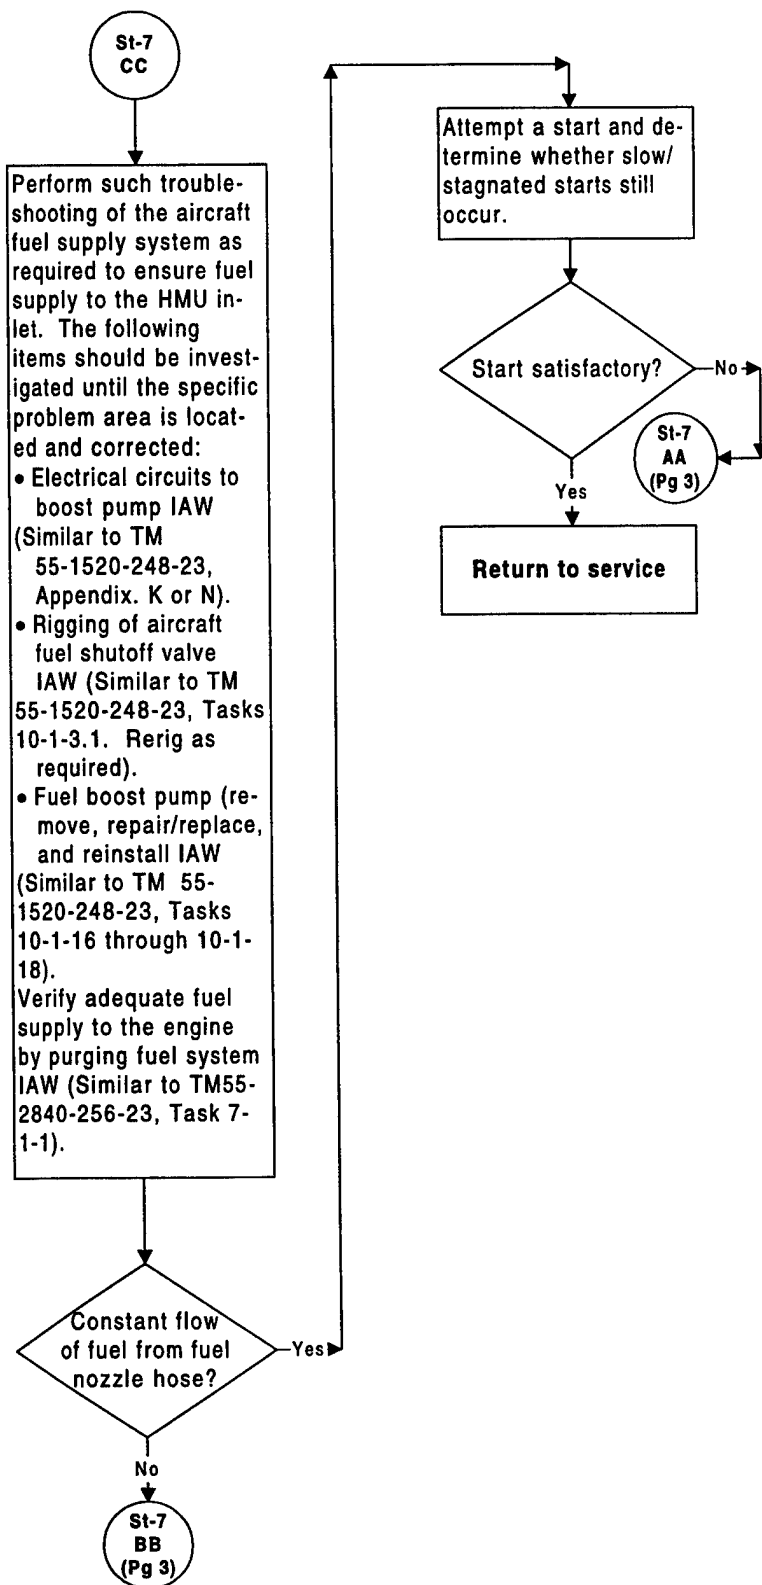 St-7
CC
Perform such trouble-
shooting of the aircraft
fuel supply system as
required to ensure fuel
supply to the HMU in-
let. The following
items should be invest-
igated until the specific
problem area is locat-
ed and corrected:
• Electrical circuits to
boost pump IAW
(Similar to TM
55-1520-248-23,
Appendix. K or N).
• Rigging of aircraft
fuel shutoff valve
IAW (Similar to TM
55-1520-248-23, Tasks
10-1-3.1. Rerig as
required).
• Fuel boost pump (re-
move, repair/replace,
and reinstall IAW
(Similar to TM 55-
1520-248-23, Tasks
10-1-16 through 10-1-
18).
Verify adequate fuel
supply to the engine
by purging fuel system
IAW (Similar to TM55-
2840-256-23, Task 7-
1-1).
Constant flow
of fuel from fuel
nozzle hose?
Yes
No
St-7
BB
(Pg 3)
Attempt a start and de-
termine whether slow/
stagnated starts still
occur.
Start satisfactory?
No
St-7
AA
(Pg 3)
Yes
Return to service